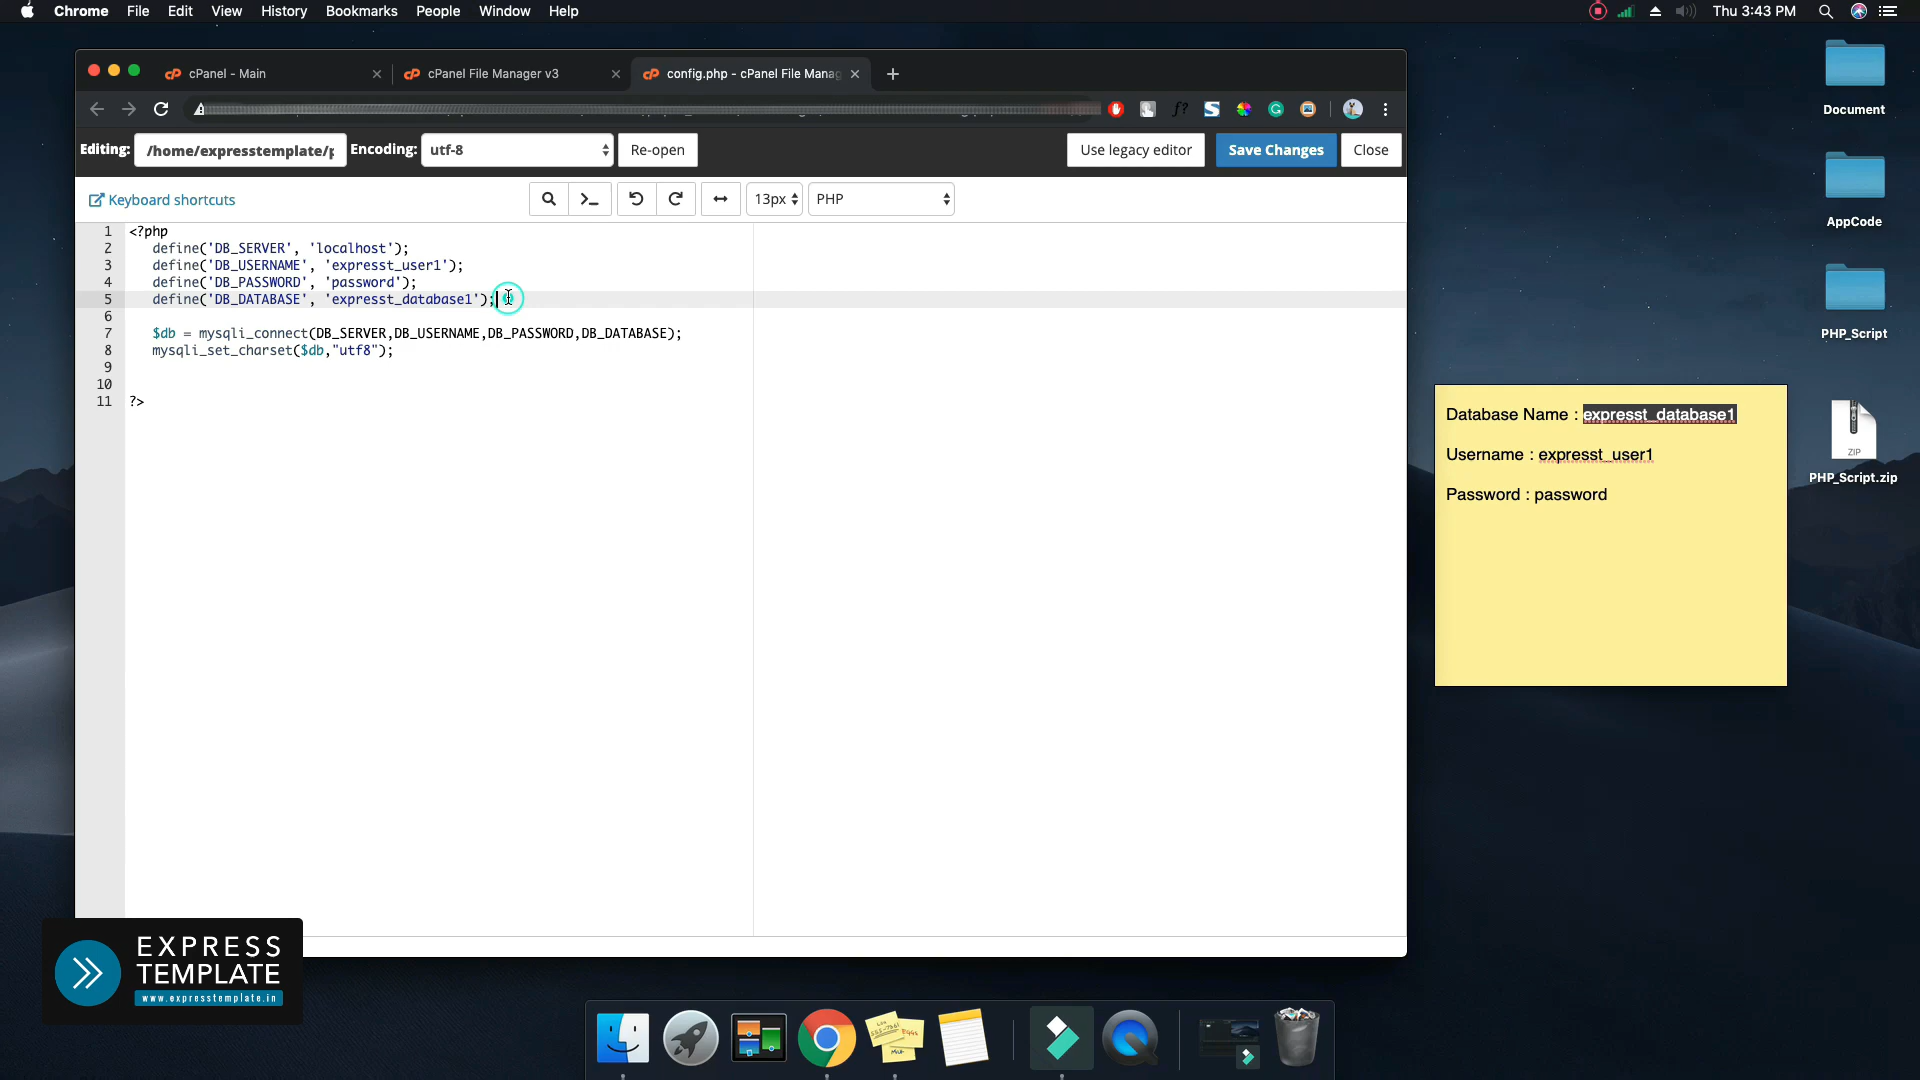 Chrome File Edit View History Bookmarks People Window Help
Thu 3:43 PM
cPanel - Main
cPanel File Manager v3
config.php - cPanel File Manag
Editing: /home/expresstemplate/p Encoding: utf-8 Re-open
Use legacy editor Save Changes Close
Keyboard shortcuts
13px PHP
1 <?php
2 define('DB_SERVER', 'localhost');
3 define('DB_USERNAME', 'expresst_user1');
4 define('DB_PASSWORD', 'password');
5 define('DB_DATABASE', 'expresst_database1');
6
7 $db = mysqli_connect(DB_SERVER,DB_USERNAME,DB_PASSWORD,DB_DATABASE);
8 mysqli_set_charset($db,"utf8");
9
10
11 ?>
Document
AppCode
PHP_Script
ZIP
PHP_Script.zip
Database Name : expresst_database1
Username : expresst_user1
Password : password
EXPRESS
TEMPLATE
www.expresstemplate.in